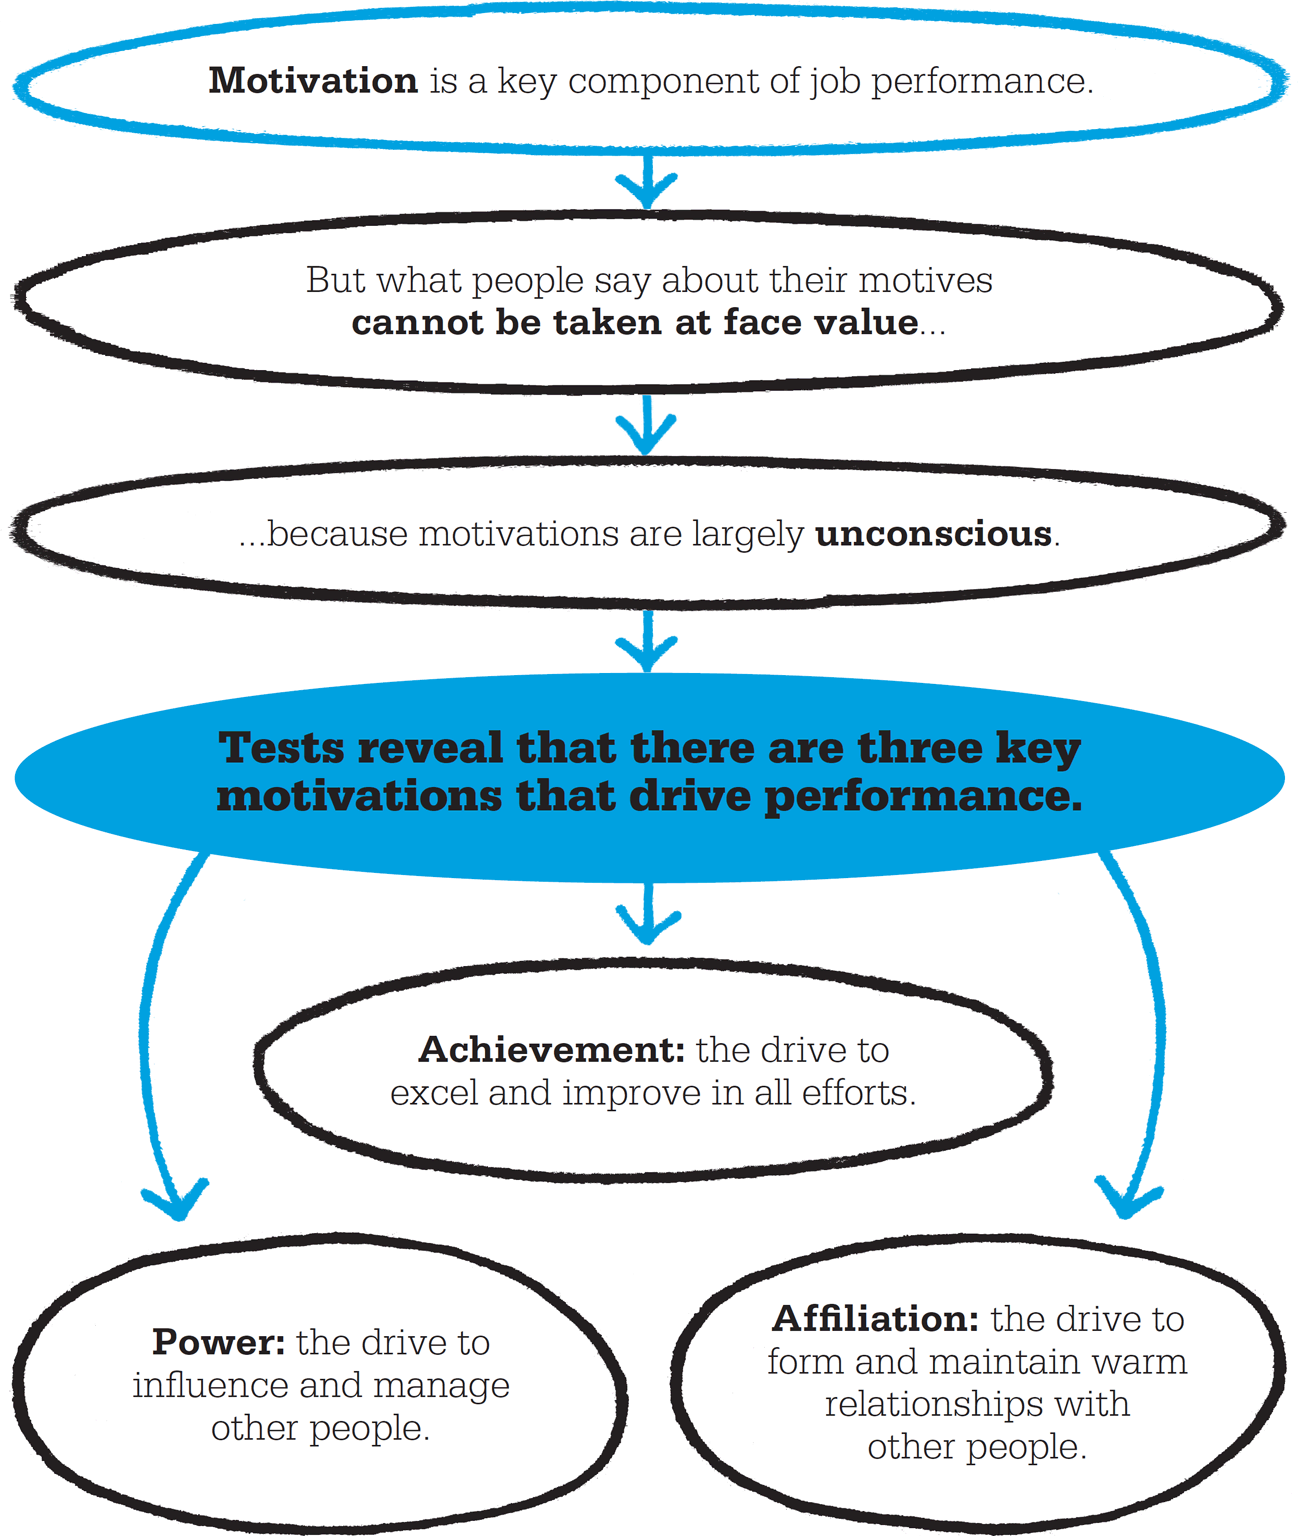 Motivation is a key component of job performance.
But what people say about their motives
cannot be taken at face value...
...because motivations are largely unconscious.
Tests reveal that there are three key
motivations that drive performance.
Achievement: the drive to
excel and improve in all efforts.
Power: the drive to
influence and manage
other people.
Affiliation: the drive to
form and maintain warm
relationships with
other people.